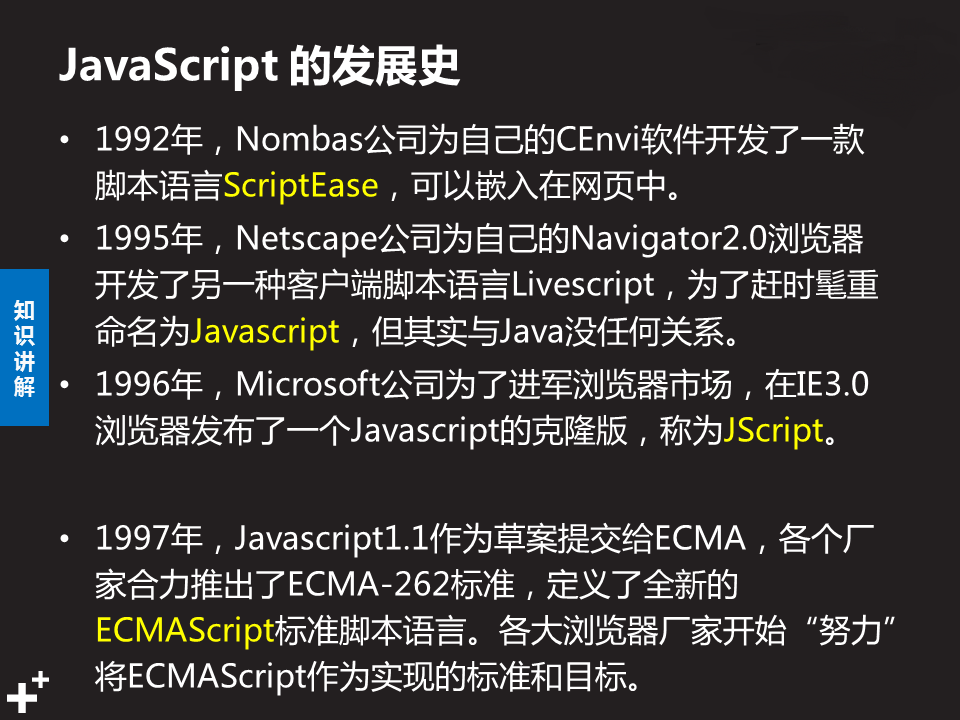 JavaScript 的发展史
• 1992年，Nombas公司为自己的CEnvi软件开发了一款
脚本语言ScriptEase，可以嵌入在网页中。
• 1995年，Netscape公司为自己的Navigator2.0浏览器
开发了另一种客户端脚本语言Livescript，为了赶时髦重
命名为Javascript，但其实与Java没任何关系。
知识讲解
• 1996年，Microsoft公司为了进军浏览器市场，在IE3.0
浏览器发布了一个Javascript的克隆版，称为JScript。
• 1997年，Javascript1.1作为草案提交给ECMA，各个厂
家合力推出了ECMA-262标准，定义了全新的
ECMAScript标准脚本语言。各大浏览器厂家开始“努力”
将ECMAScript作为实现的标准和目标。